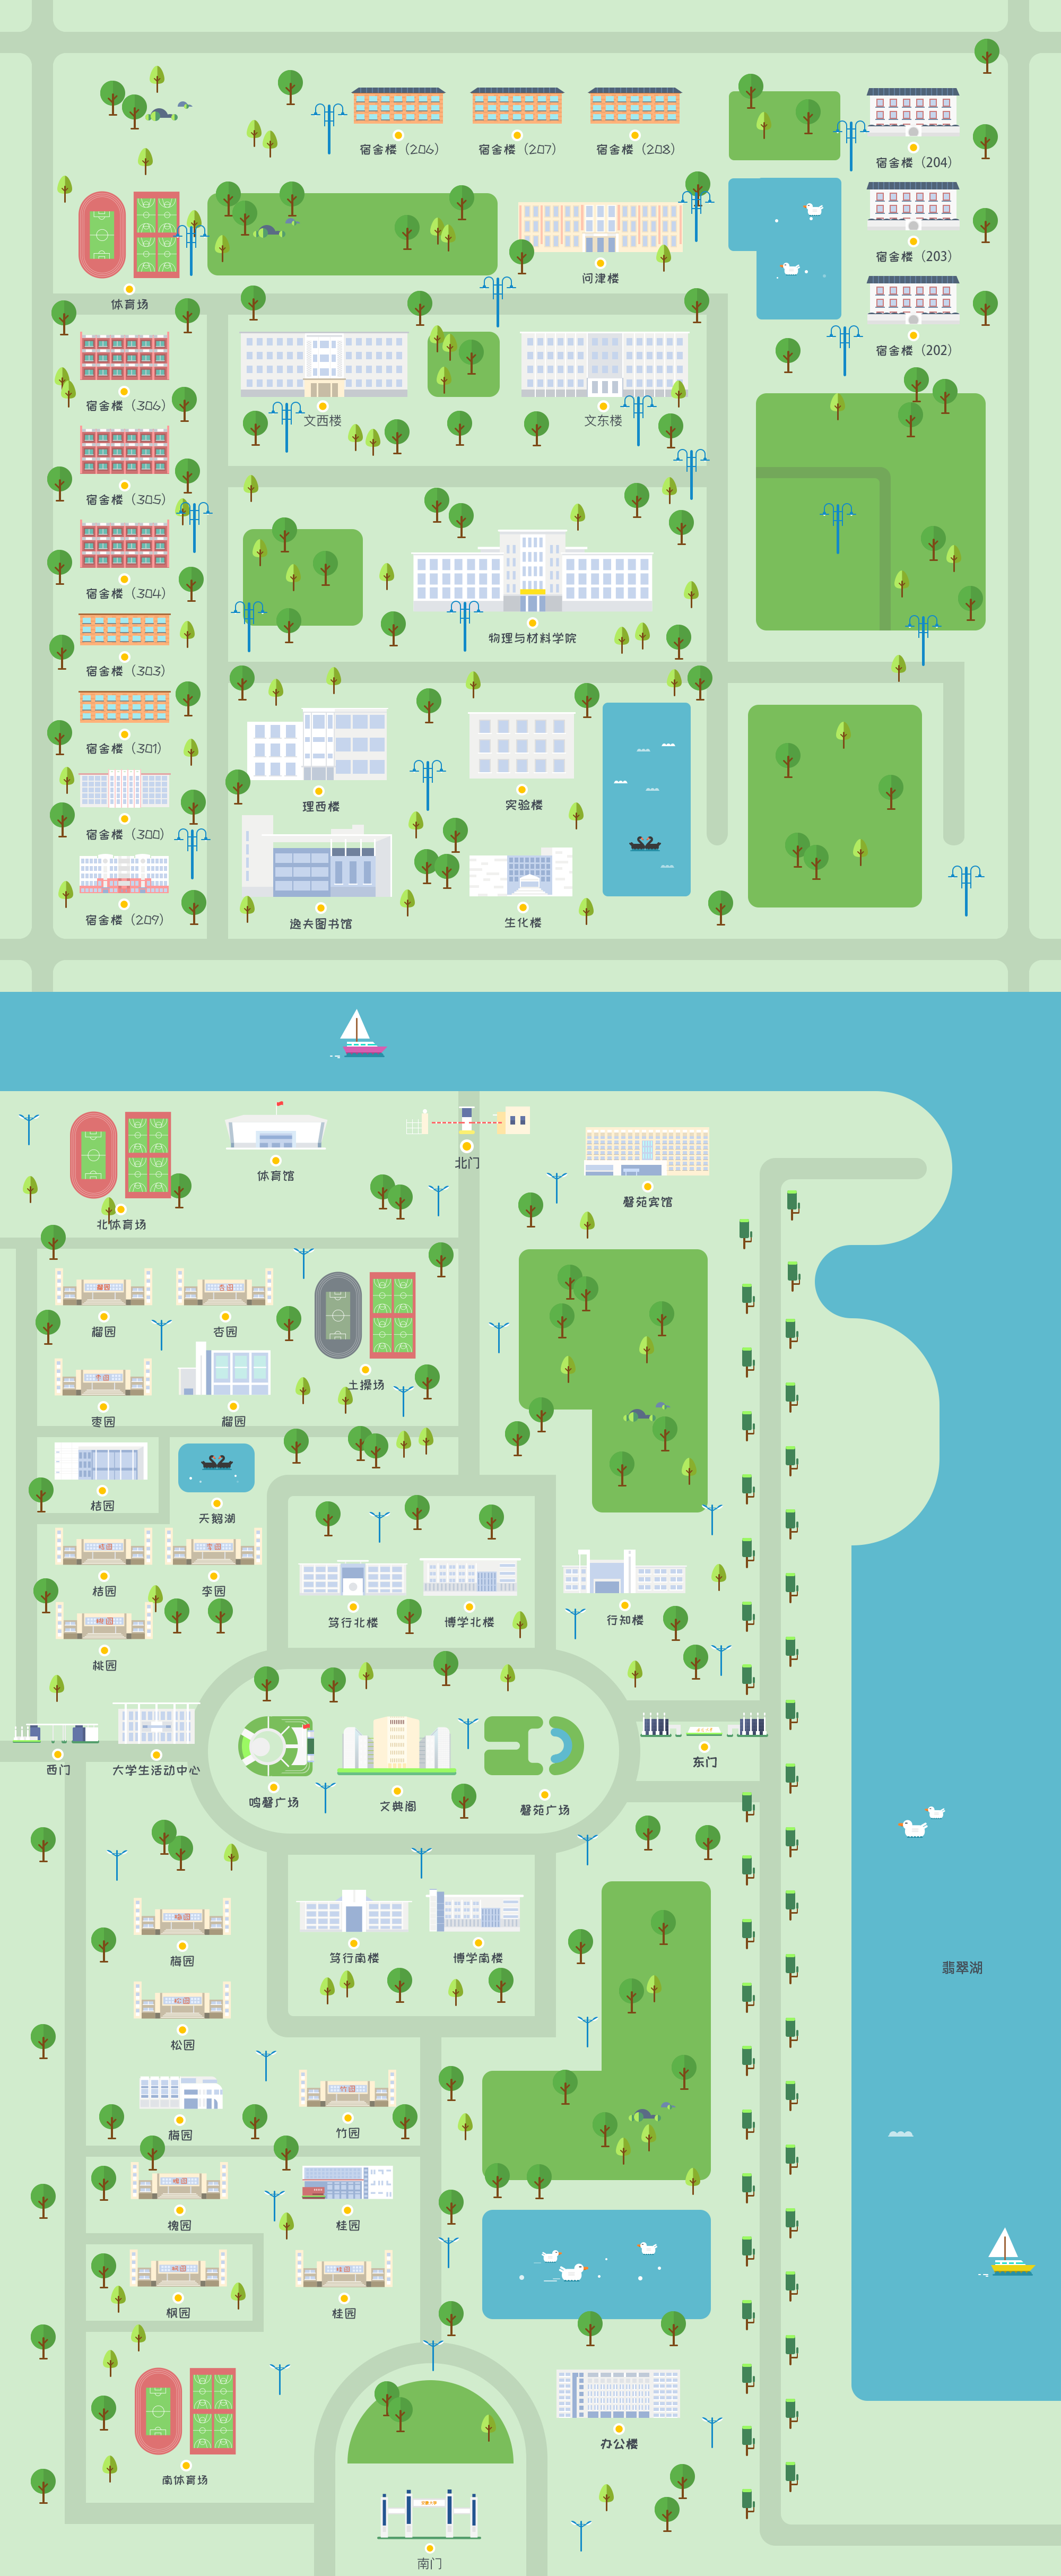 宿舍楼（206）
宿舍楼（207）
宿舍楼（208）
宿舍楼（204）
宿舍楼（203）
问津楼
体育场
宿舍楼（202）
宿舍楼（306）
文西楼
文东楼
宿舍楼（305）
宿舍楼（304）
物理与材料学院
宿舍楼（303）
宿舍楼（301）
理西楼
实验楼
宿舍楼（300）
宿舍楼（209）
逸夫图书馆
生化楼
体育馆
北门
磬苑宾馆
北体育场
榴园
杏园
土操场
枣园
榴园
桔园
天鹅湖
桔园
李园
笃行北楼
博学北楼
行知楼
桃园
西门
大学生活动中心
东门
鸣磬广场
文典阁
磬苑广场
梅园
笃行南楼
博学南楼
翡翠湖
松园
梅园
竹园
槐园
桂园
枫园
桂园
办公楼
南体育场
南门